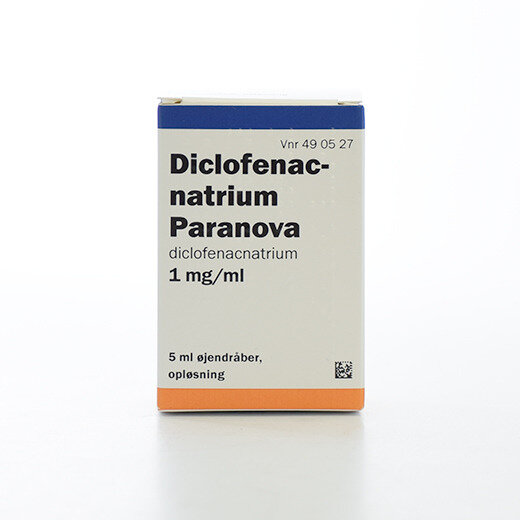 Vnr 49 05 27
Diclofenac-
natrium
Paranova
diclofenacnatrium
1 mg/ml
5 ml øjendråber,
opløsning